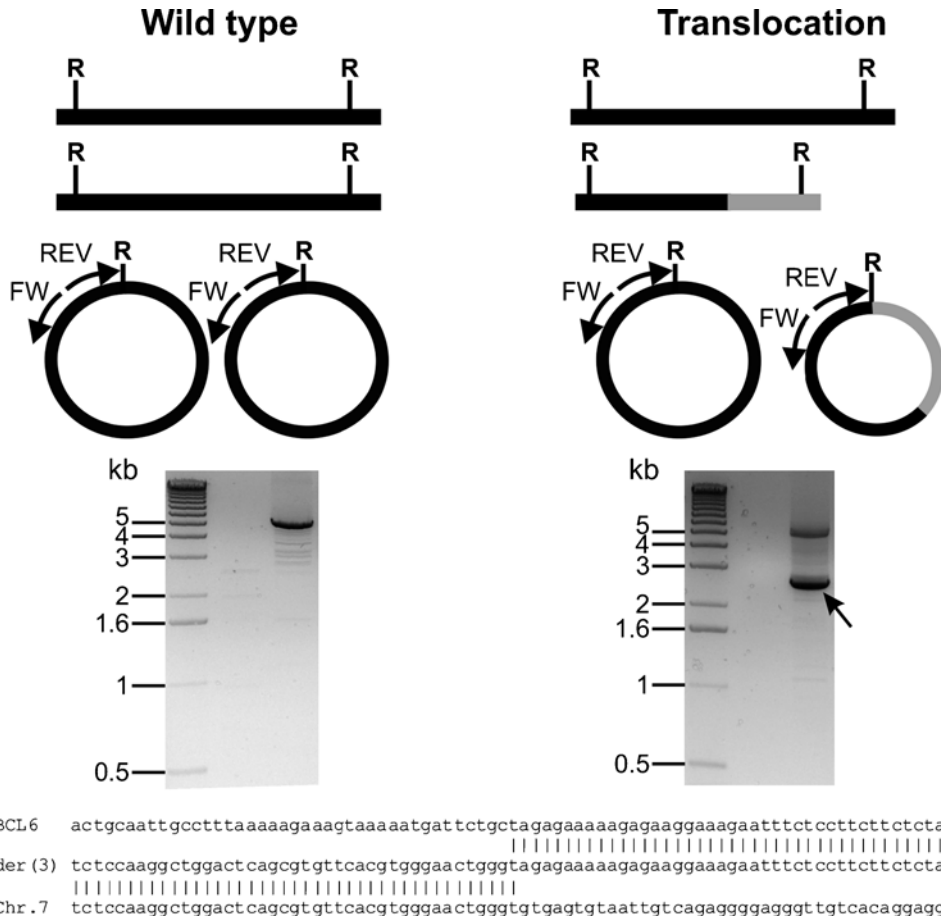 Wild type
Translocation
R R
R R
R R
R R
REV R
FW
REV R
FW
REV R
FW
REV R
FW
kb
5
4
3
2
1.6
1
0.5
kb
5
4
3
2
1.6
1
0.5
BCL6 actgcaattgcctttaaaaagaaagtaaaaatgattctgctagagaaaaagagaaggaaagaatttctccttcttctcta
der(3) tctccaaggctggactcagcgtgttcacgtgggaactgggtagagaaaaagagaaggaaagaatttctccttcttctcta
Chr.7 tctccaaggctggactcagcgtgttcacgtgggaactgggtgtgagtgtaattgtcagaggggagggttgtcacaggagc